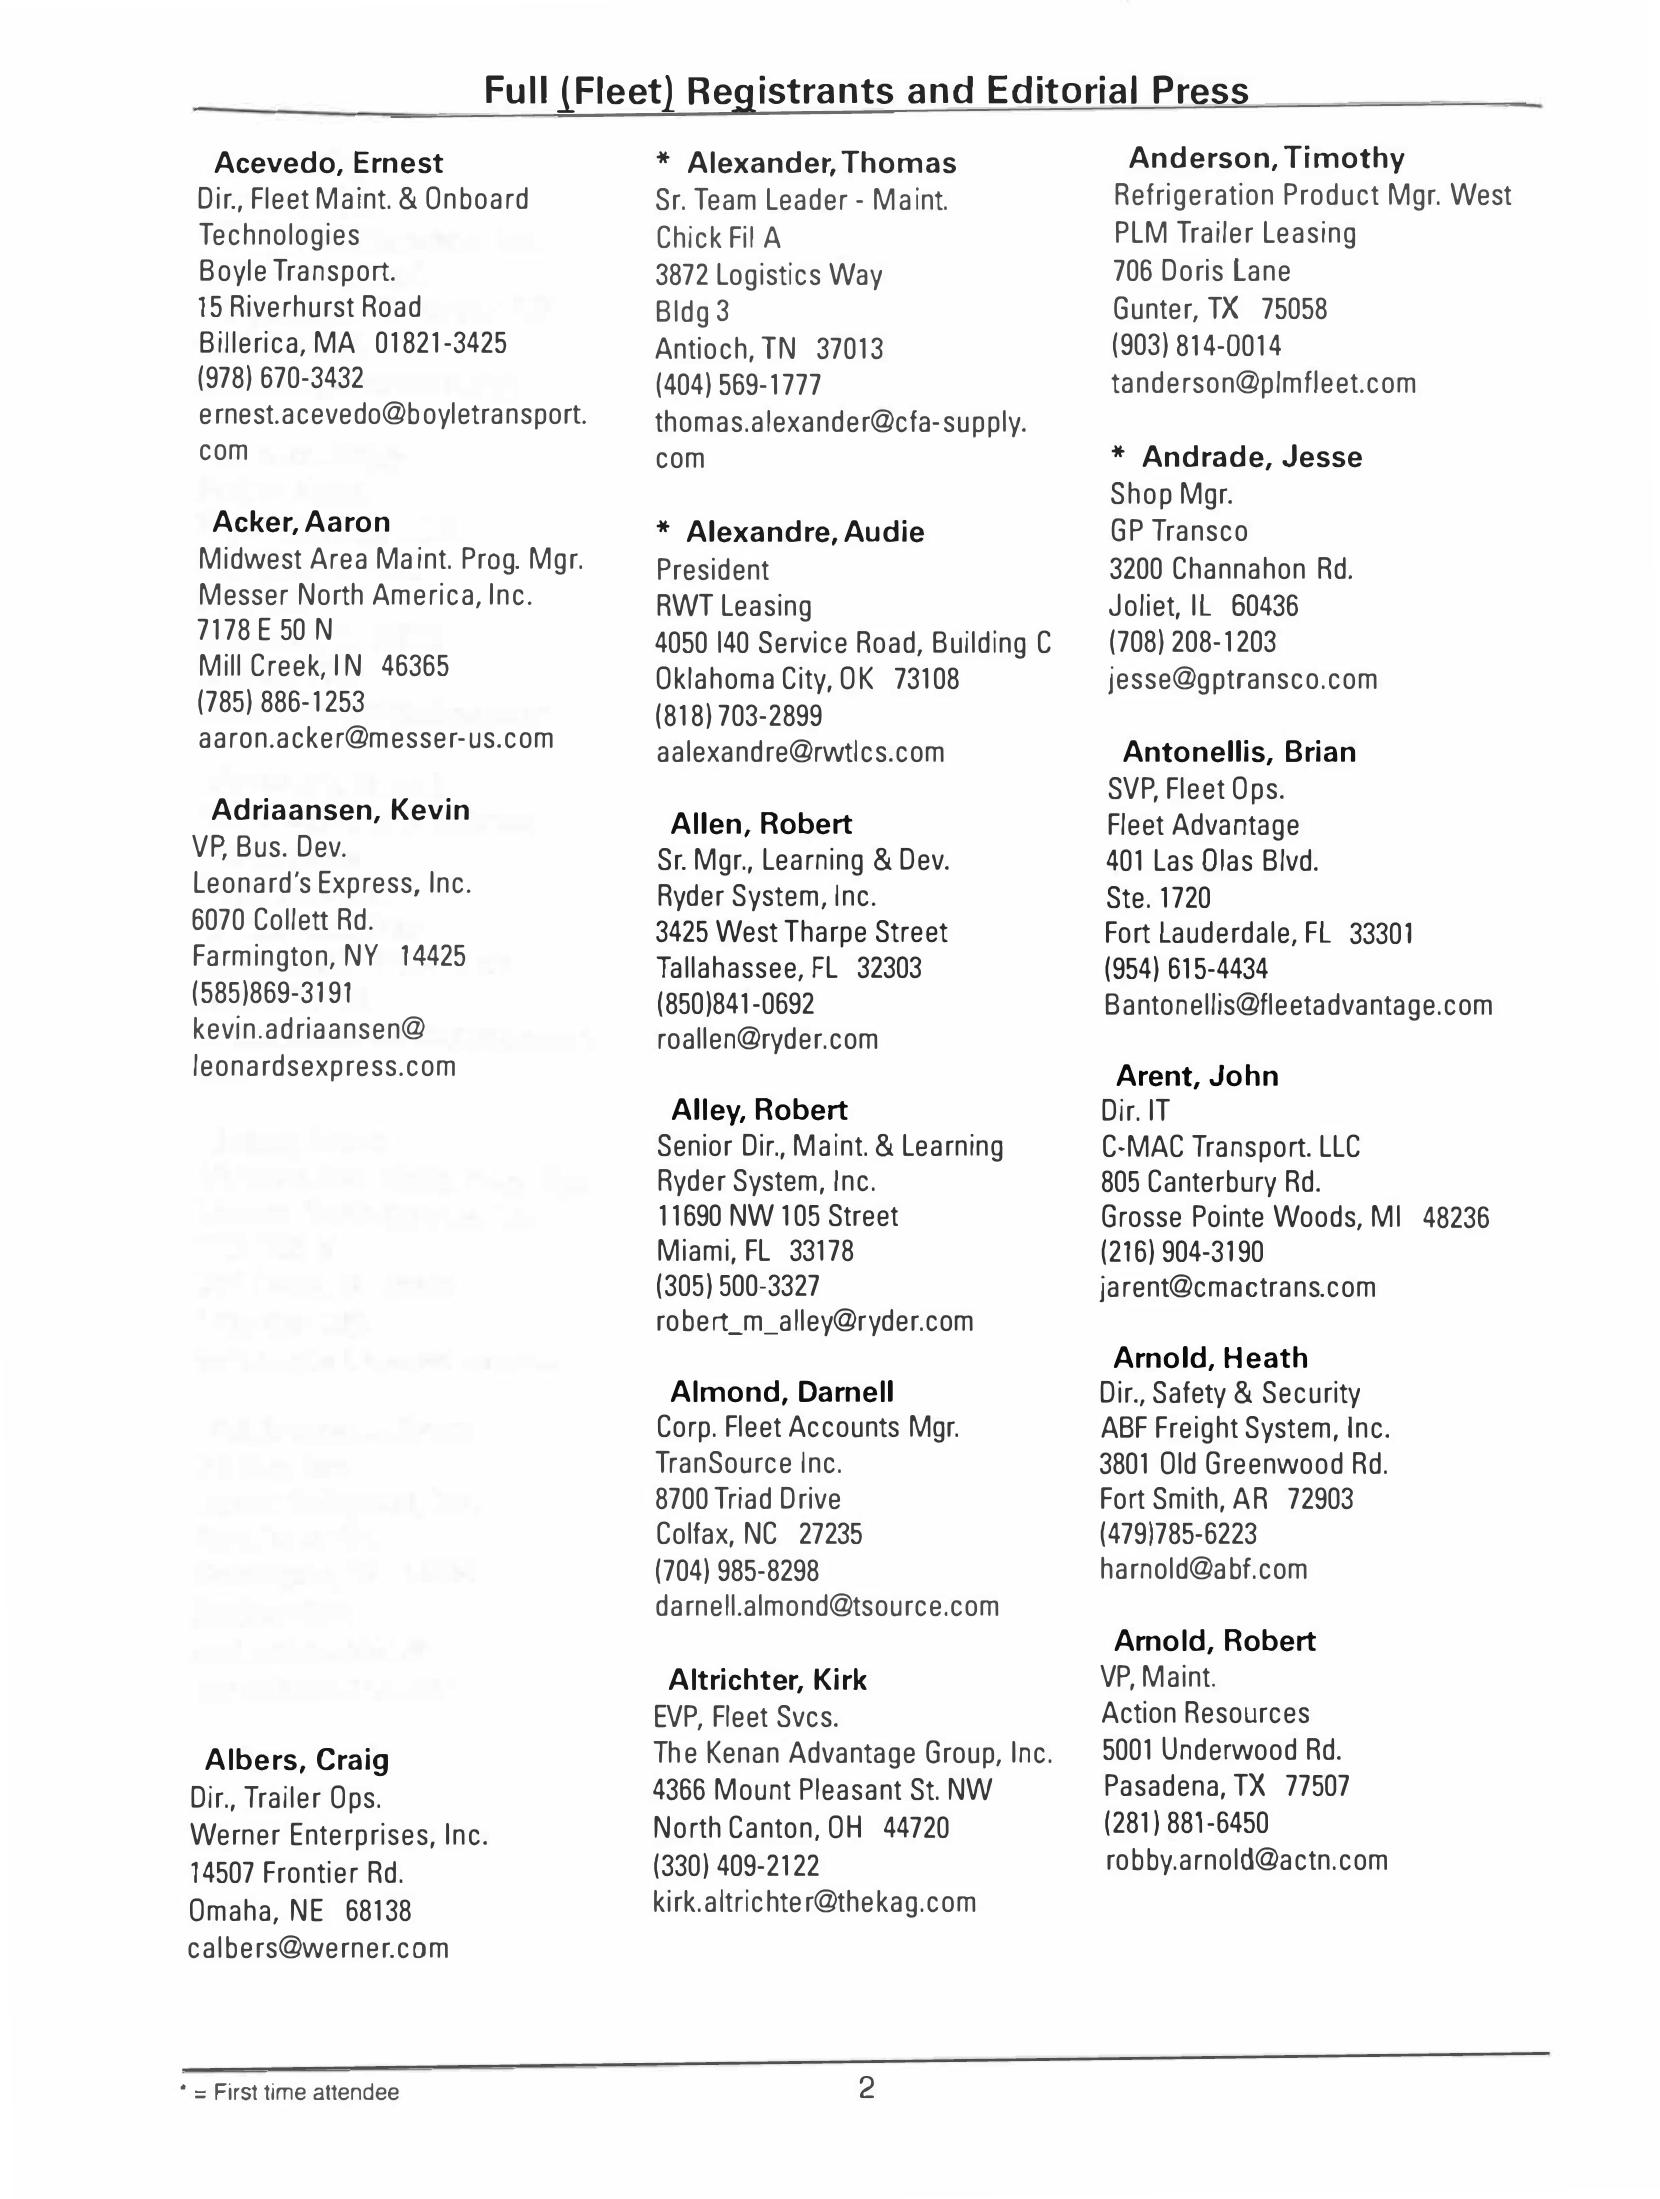 Full (Fleet) Registrants and Editorial Press
Acevedo, Ernest
Dir., Fleet Maint. & Onboard
Technologies
Boyle Transport.
15 Riverhurst Road
Billerica, MA 01821-3425
(978) 670-3432
ernest.acevedo@boyletransport.
com
Acker, Aaron
Midwest Area Maint. Prog. Mgr.
Messer North America, Inc.
7178 E 50 N
Mill Creek, IN 46365
(785) 886-1253
aaron.acker@messer-us.com
Adriaansen, Kevin
VP, Bus. Dev.
Leonard's Express, Inc.
6070 Collett Rd.
Farmington, NY 14425
(585)869-3191
kevin.adriaansen@
leonardsexpress.com
Albers, Craig
Dir., Trailer Ops.
Werner Enterprises, Inc.
14507 Frontier Rd.
Omaha, NE 68138
calbers@werner.com
* Alexander, Thomas
Sr. Team Leader - Maint.
Chick Fil A
3872 Logistics Way
Bldg 3
Antioch, TN 37013
(404) 569-1777
thomas.alexander@cfa-supply.
com
* Alexandre, Audie
President
RWT Leasing
4050 I40 Service Road, Building C
Oklahoma City, OK 73108
(818) 703-2899
aalexandre@rwtlcs.com
Allen, Robert
Sr. Mgr., Learning & Dev.
Ryder System, Inc.
3425 West Tharpe Street
Tallahassee, FL 32303
(850)841-0692
roallen@ryder.com
Alley, Robert
Senior Dir., Maint. & Learning
Ryder System, Inc.
11690 NW 105 Street
Miami, FL 33178
(305) 500-3327
robert_m_alley@ryder.com
Almond, Darnell
Corp. Fleet Accounts Mgr.
TranSource Inc.
8700 Triad Drive
Colfax, NC 27235
(704) 985-8298
darnell.almond@tsource.com
Altrichter, Kirk
EVP, Fleet Svcs.
The Kenan Advantage Group, Inc.
4366 Mount Pleasant St. NW
North Canton, OH 44720
(330) 409-2122
kirk.altrichter@thekag.com
Anderson, Timothy
Refrigeration Product Mgr. West
PLM Trailer Leasing
706 Doris Lane
Gunter, TX 75058
(903) 814-0014
tanderson@plmfleet.com
* Andrade, Jesse
Shop Mgr.
GP Transco
3200 Channahon Rd.
Joliet, IL 60436
(708) 208-1203
jesse@gptransco.com
Antonellis, Brian
SVP, Fleet Ops.
Fleet Advantage
401 Las Olas Blvd.
Ste. 1720
Fort Lauderdale, FL 33301
(954) 615-4434
Bantonellis@fleetadvantage.com
Arent, John
Dir. IT
C-MAC Transport. LLC
805 Canterbury Rd.
Grosse Pointe Woods, MI 48236
(216) 904-3190
jarent@cmactrans.com
Arnold, Heath
Dir., Safety & Security
ABF Freight System, Inc.
3801 Old Greenwood Rd.
Fort Smith, AR 72903
(479)785-6223
harnold@abf.com
Arnold, Robert
VP, Maint.
Action Resources
5001 Underwood Rd.
Pasadena, TX 77507
(281) 881-6450
robby.arnold@actn.com
* = First time attendee
2